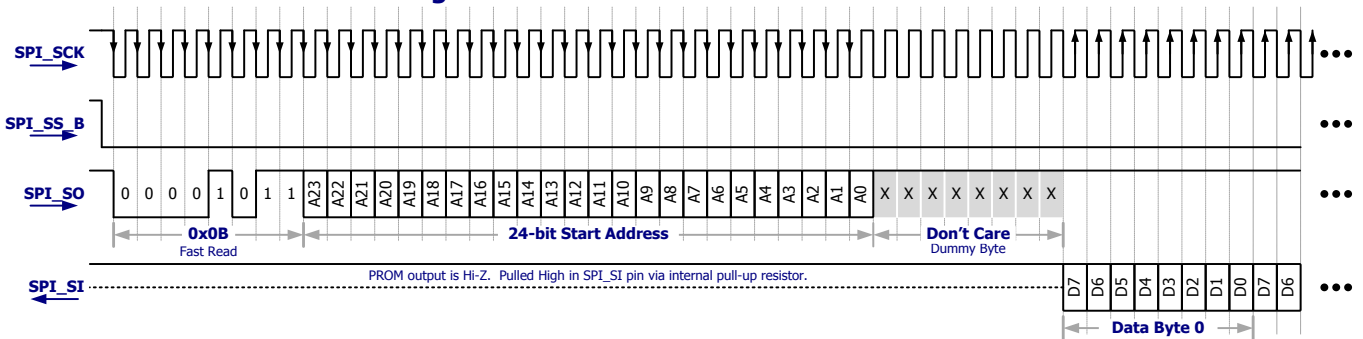 SPI_SCK
SPI_SS_B
SPI_SO 0 0 0 0 1 0 1 1 A23 A22 A21 A20 A19 A18 A17 A16 A15 A14 A13 A12 A11 A10 A9 A8 A7 A6 A5 A4 A3 A2 A1 A0 X X X X X X X X
0x0B 24-bit Start Address Don't Care
Fast Read Dummy Byte
PROM output is Hi-Z. Pulled High in SPI_SI pin via internal pull-up resistor.
SPI_SI D7 D6 D5 D4 D3 D2 D1 D0 D7 D6
Data Byte 0